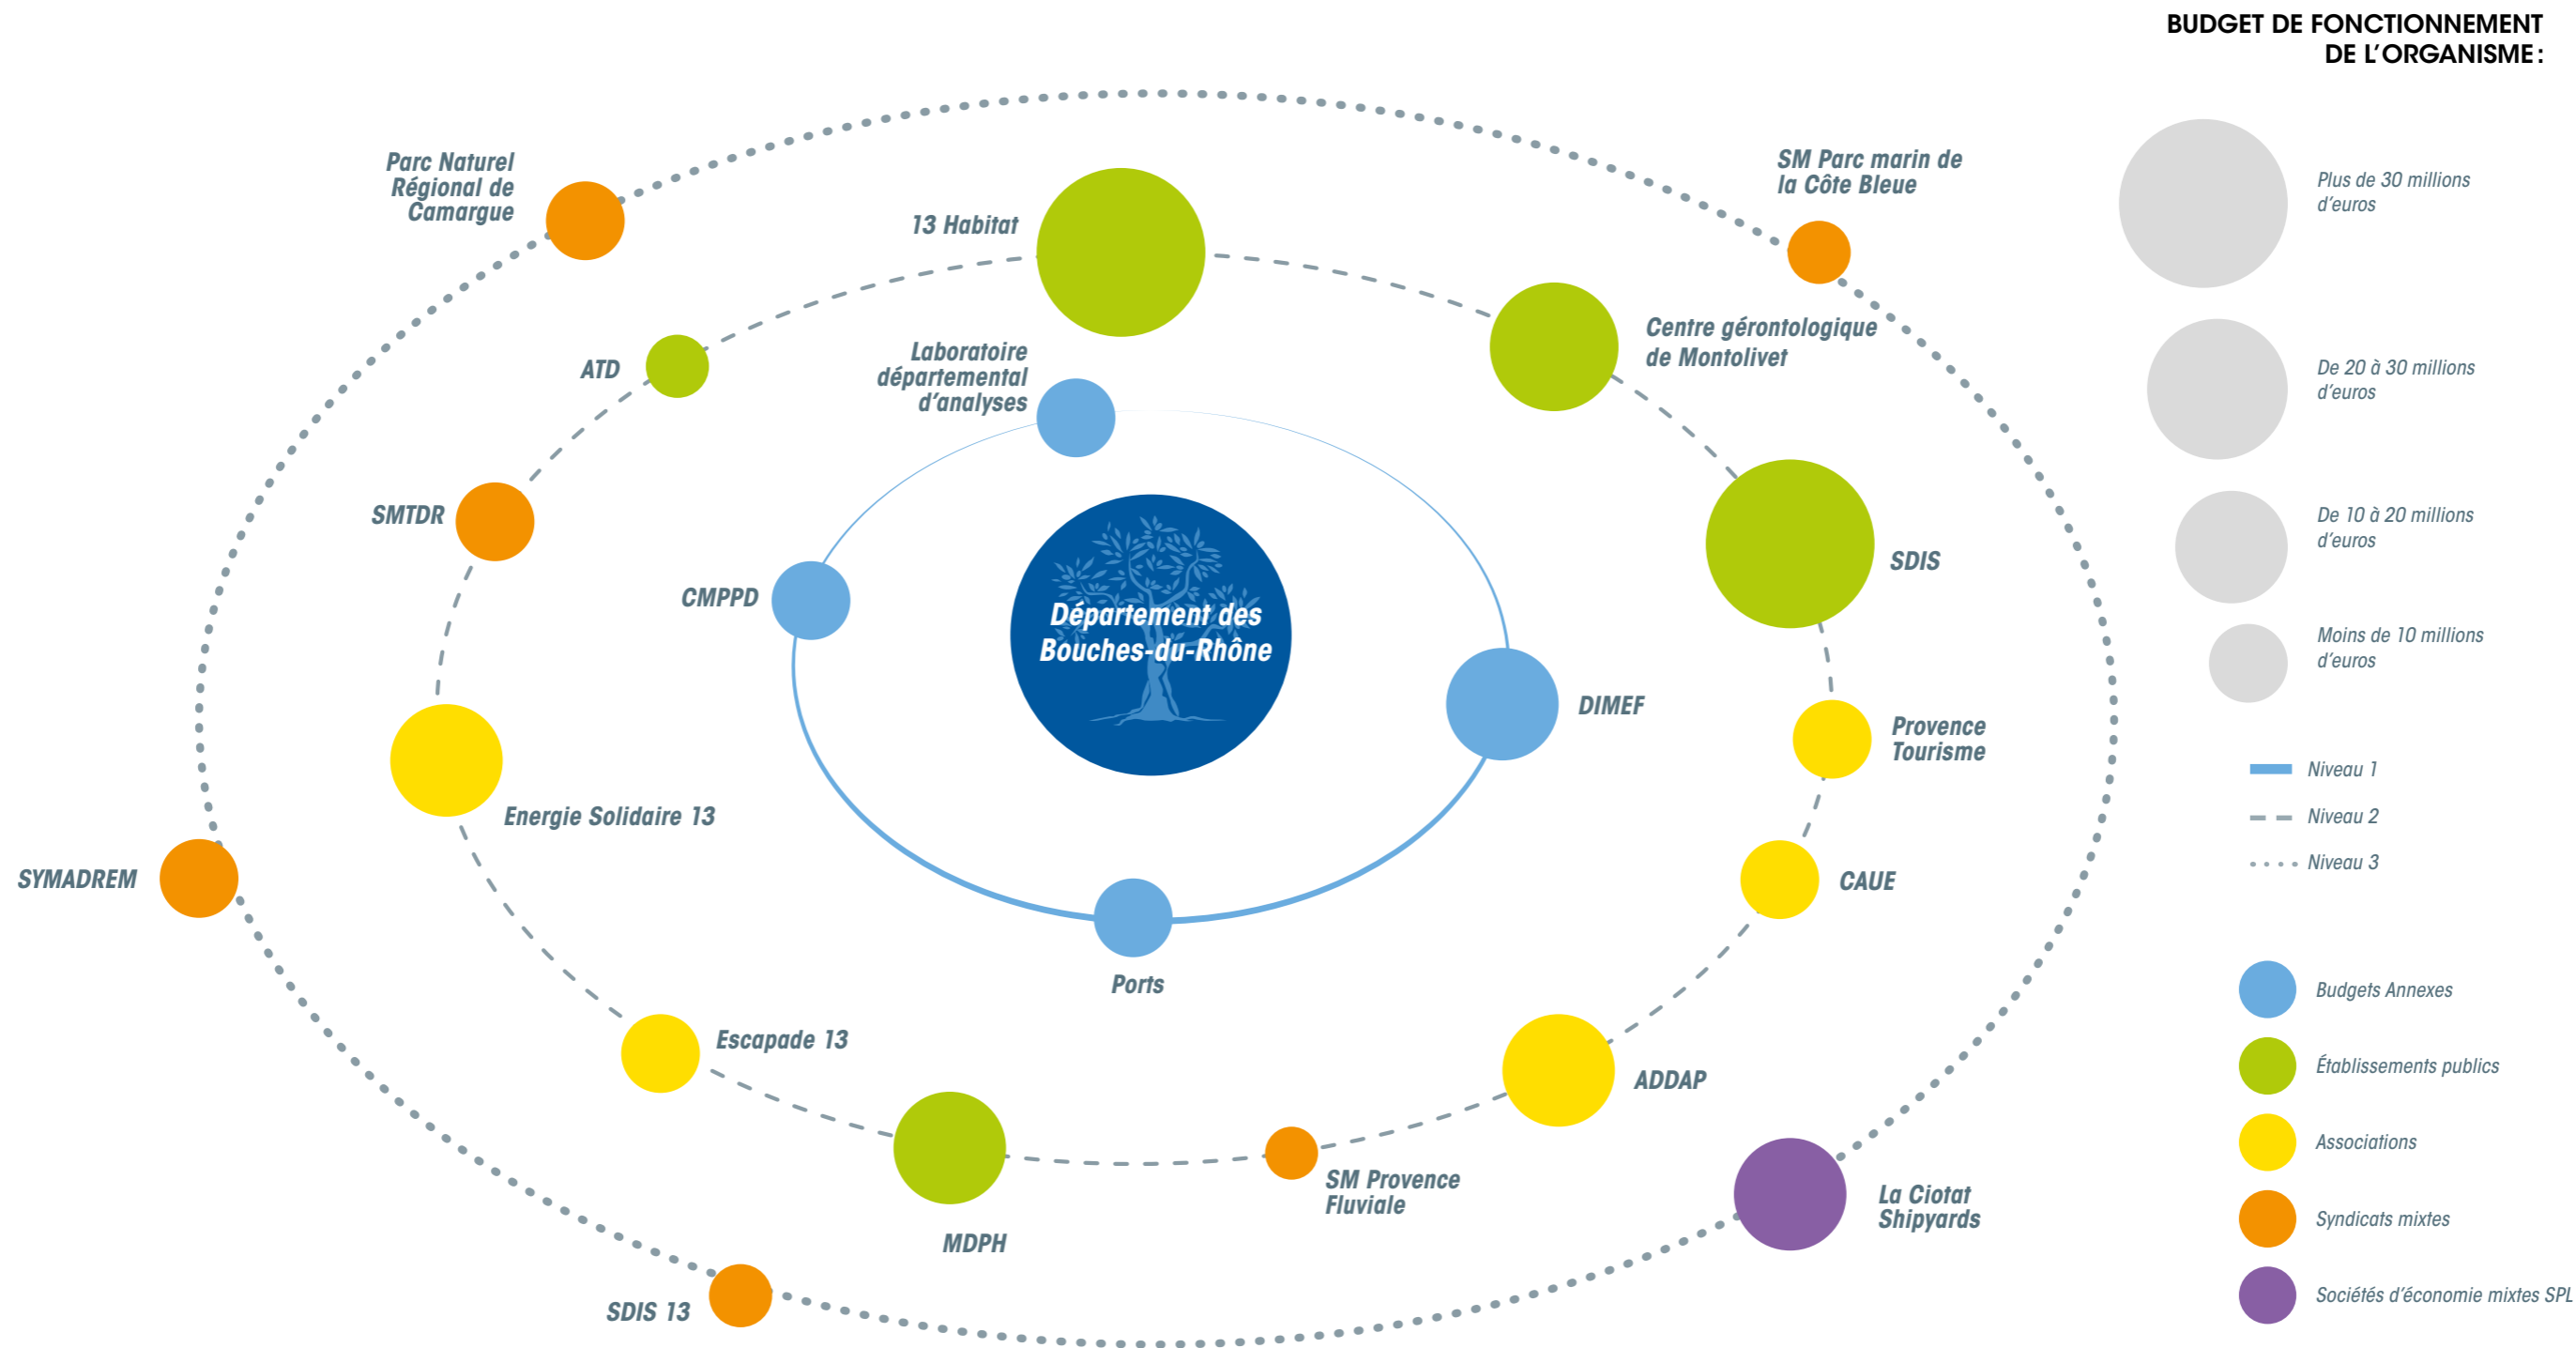 BUDGET DE FONCTIONNEMENT
DE L'ORGANISME :
Parc Naturel
Régional de
Camargue
SM Parc marin de
la Côte Bleue
13 Habitat
Centre gérontologique
de Montolivet
ATD
Laboratoire
départemental
d'analyses
SMTDR
SDIS
CMPPD
Département des
Bouches-du-Rhône
DIMEF
Provence
Tourisme
Energie Solidaire 13
SYMADREM
CAUE
Ports
Escapade 13
ADDAP
SM Provence
Fluviale
MDPH
La Ciotat
Shipyards
SDIS 13
Plus de 30 millions
d'euros
De 20 à 30 millions
d'euros
De 10 à 20 millions
d'euros
Moins de 10 millions
d'euros
Niveau 1
Niveau 2
Niveau 3
Budgets Annexes
Établissements publics
Associations
Syndicats mixtes
Sociétés d'économie mixtes SPL